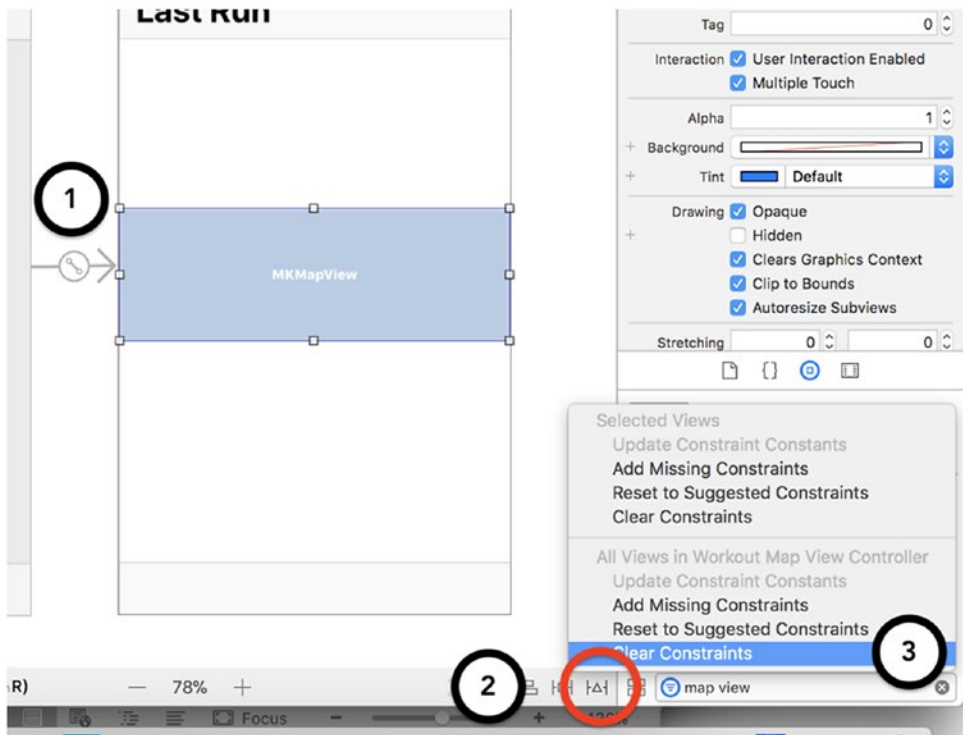 Last Run
1
MKMapView
Tag 0
Interaction User Interaction Enabled
Multiple Touch
Alpha 1
Background
Tint Default
Drawing Opaque
Hidden
Clears Graphics Context
Clip to Bounds
Autoresize Subviews
Stretching 0 0
{}
Selected Views
Update Constraint Constants
Add Missing Constraints
Reset to Suggested Constraints
Clear Constraints
All Views in Workout Map View Controller
Update Constraint Constants
Add Missing Constraints
Reset to Suggested Constraints
Clear Constraints
3
R)
— 78% +
2
map view
Focus
− +